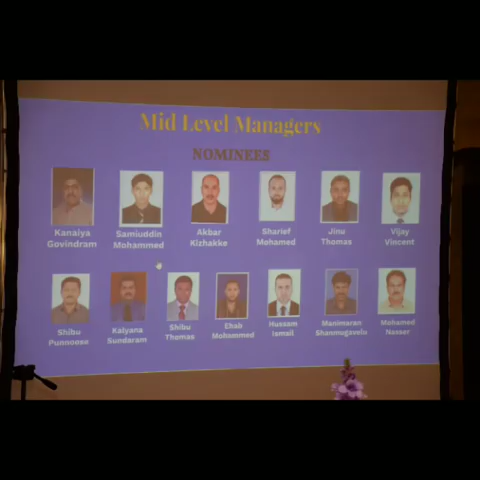 Mid Level Managers
NOMINEES
Kanaiya Samiuddin Akbar Sharief Jinu Vijay
Govindram Mohammed Kizhakke Mohamed Thomas Vincent
Shibu Kalyana Shibu Ehab Hussam Manimaran Mohamed
Punnoose Sundaram Thomas Mohammed Ismail Shanmugavelu Nasser